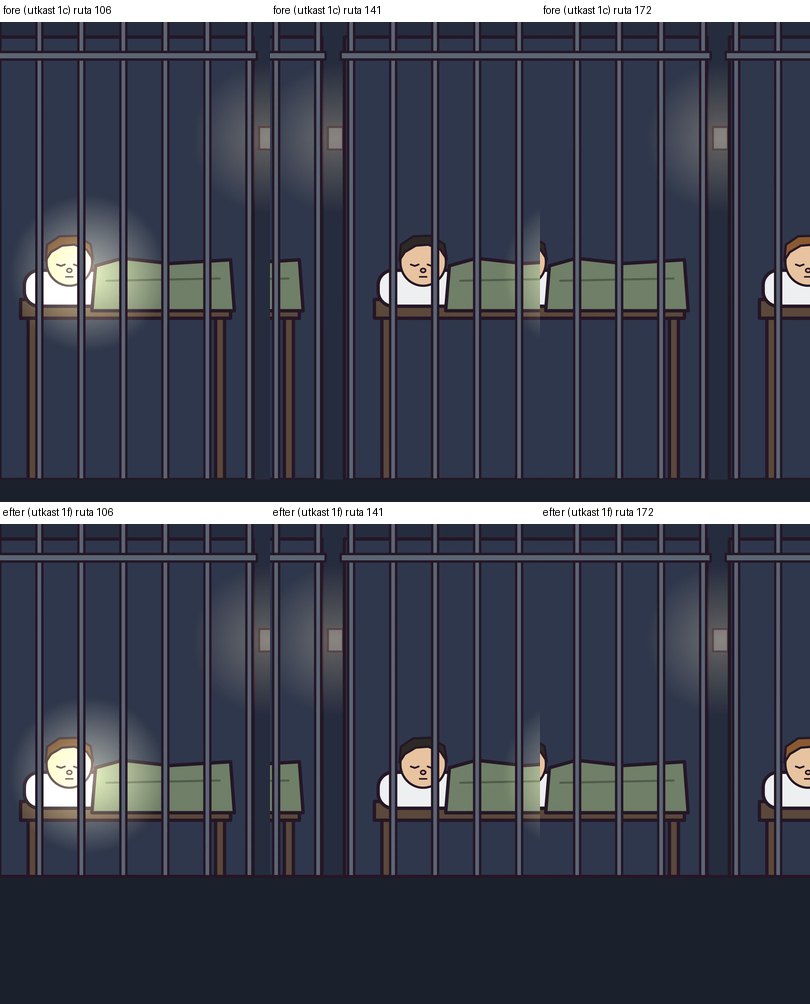 fore (utkast 1c) ruta 106
fore (utkast 1c) ruta 141
fore (utkast 1c) ruta 172
efter (utkast 1f) ruta 106
efter (utkast 1f) ruta 141
efter (utkast 1f) ruta 172